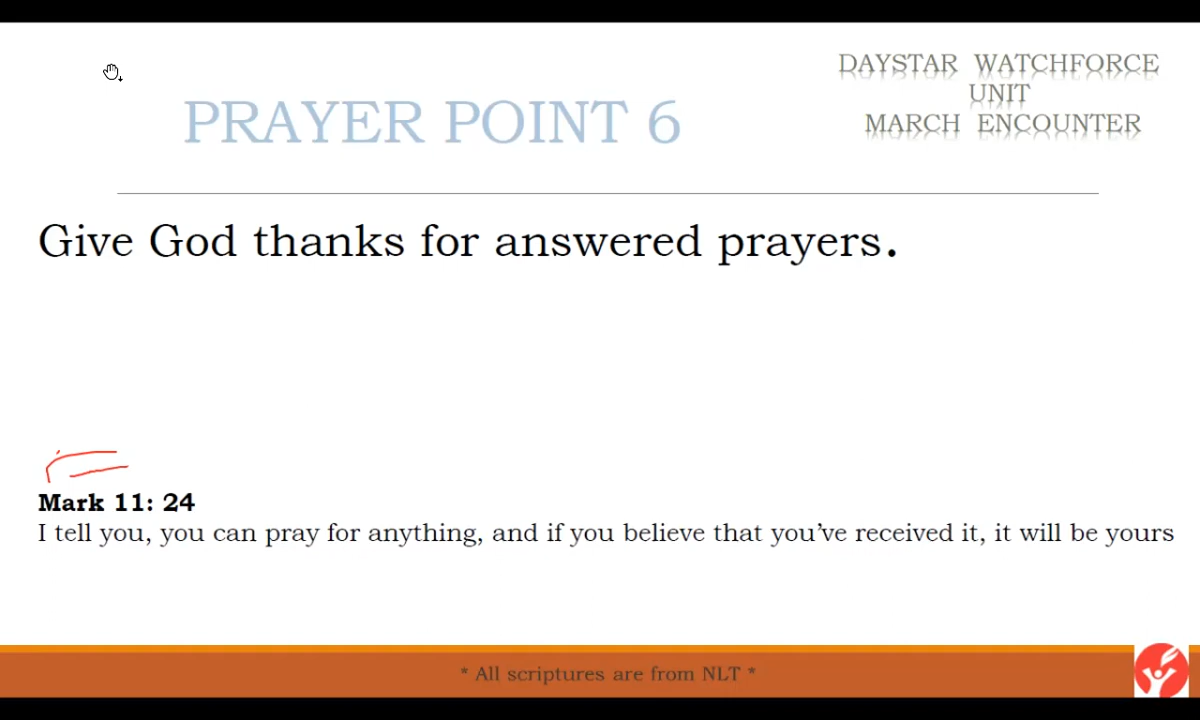 DAYSTAR WATCHFORCE
UNIT
MARCH ENCOUNTER
PRAYER POINT 6
Give God thanks for answered prayers.
Mark 11: 24
I tell you, you can pray for anything, and if you believe that you’ve received it, it will be yours
* All scriptures are from NLT *